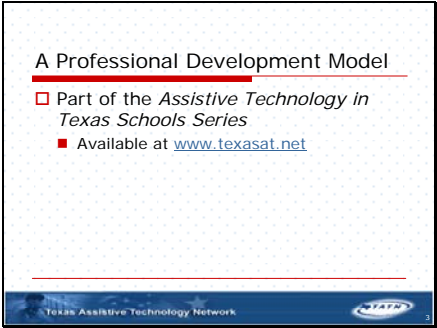 A Professional Development Model
Part of the Assistive Technology in
Texas Schools Series
Available at www.texasat.net
Texas Assistive Technology Network
TATN
3